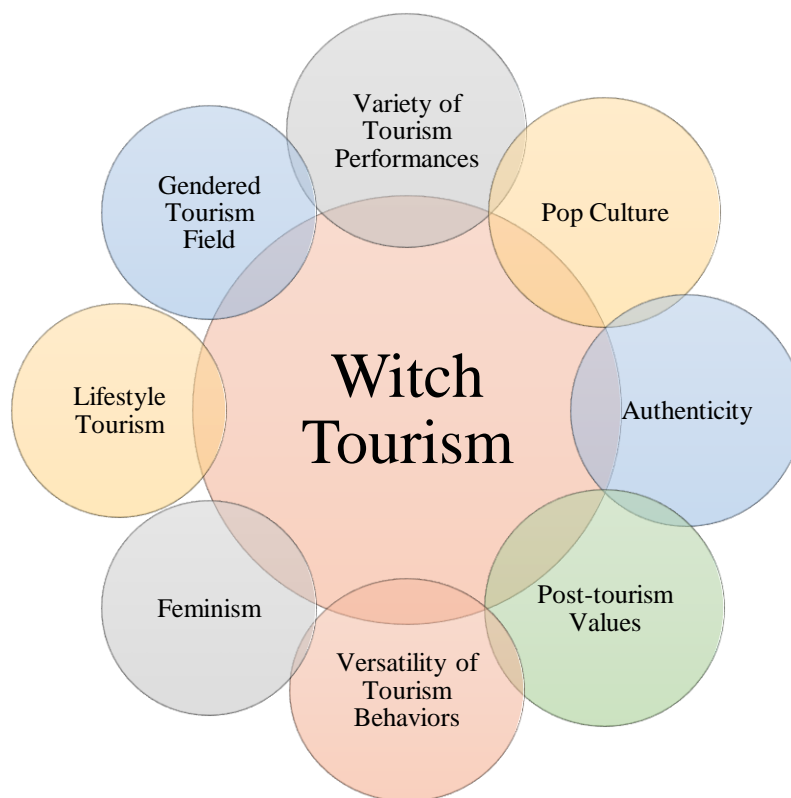 Variety of
Tourism
Performances
Pop Culture
Authenticity
Post-tourism
Values
Versatility of
Tourism
Behaviors
Feminism
Lifestyle
Tourism
Gendered
Tourism
Field
Witch
Tourism